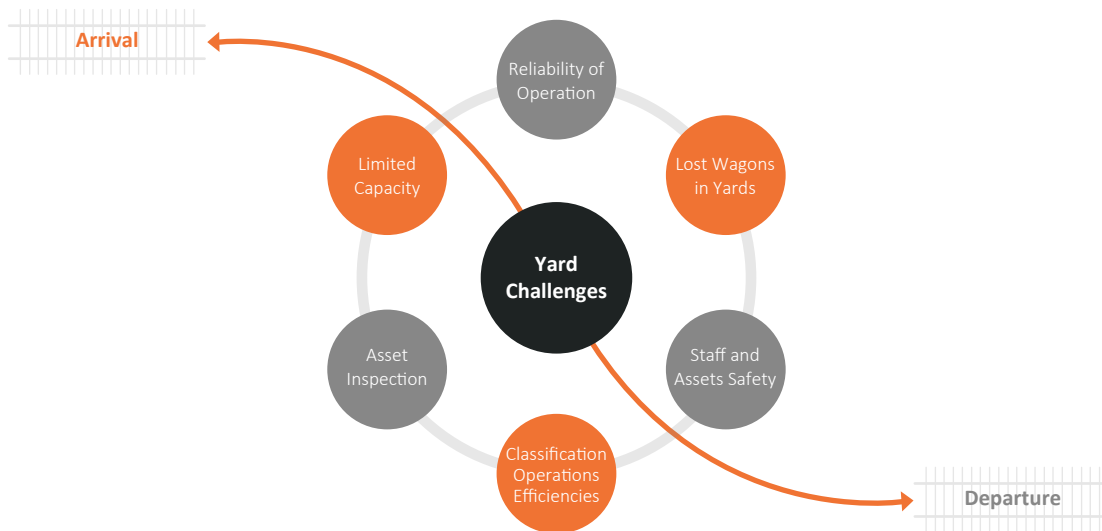 Arrival
Reliability of
Operation
Limited
Capacity
Lost Wagons
in Yards
Yard
Challenges
Asset
Inspection
Staff and
Assets Safety
Classification
Operations
Efficiencies
Departure